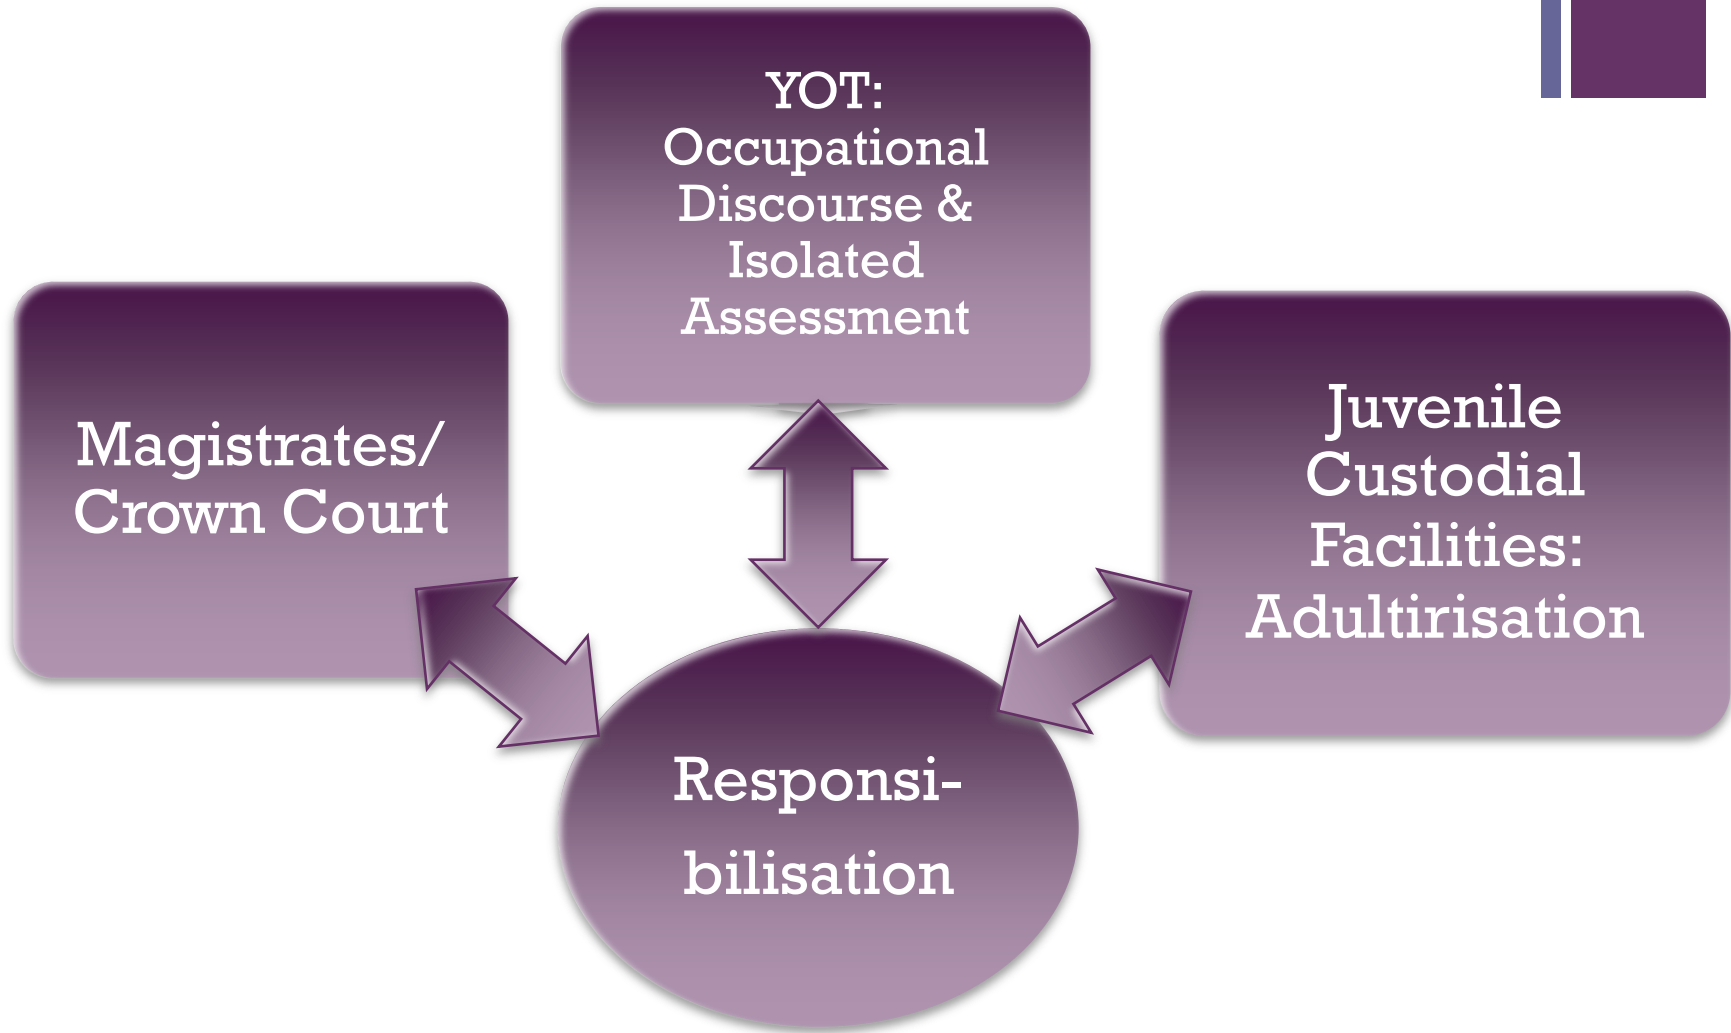 YOT:
Occupational
Discourse &
Isolated
Assessment
Magistrates/
Crown Court
Juvenile
Custodial
Facilities:
Adultirisation
Responsi-
bilisation